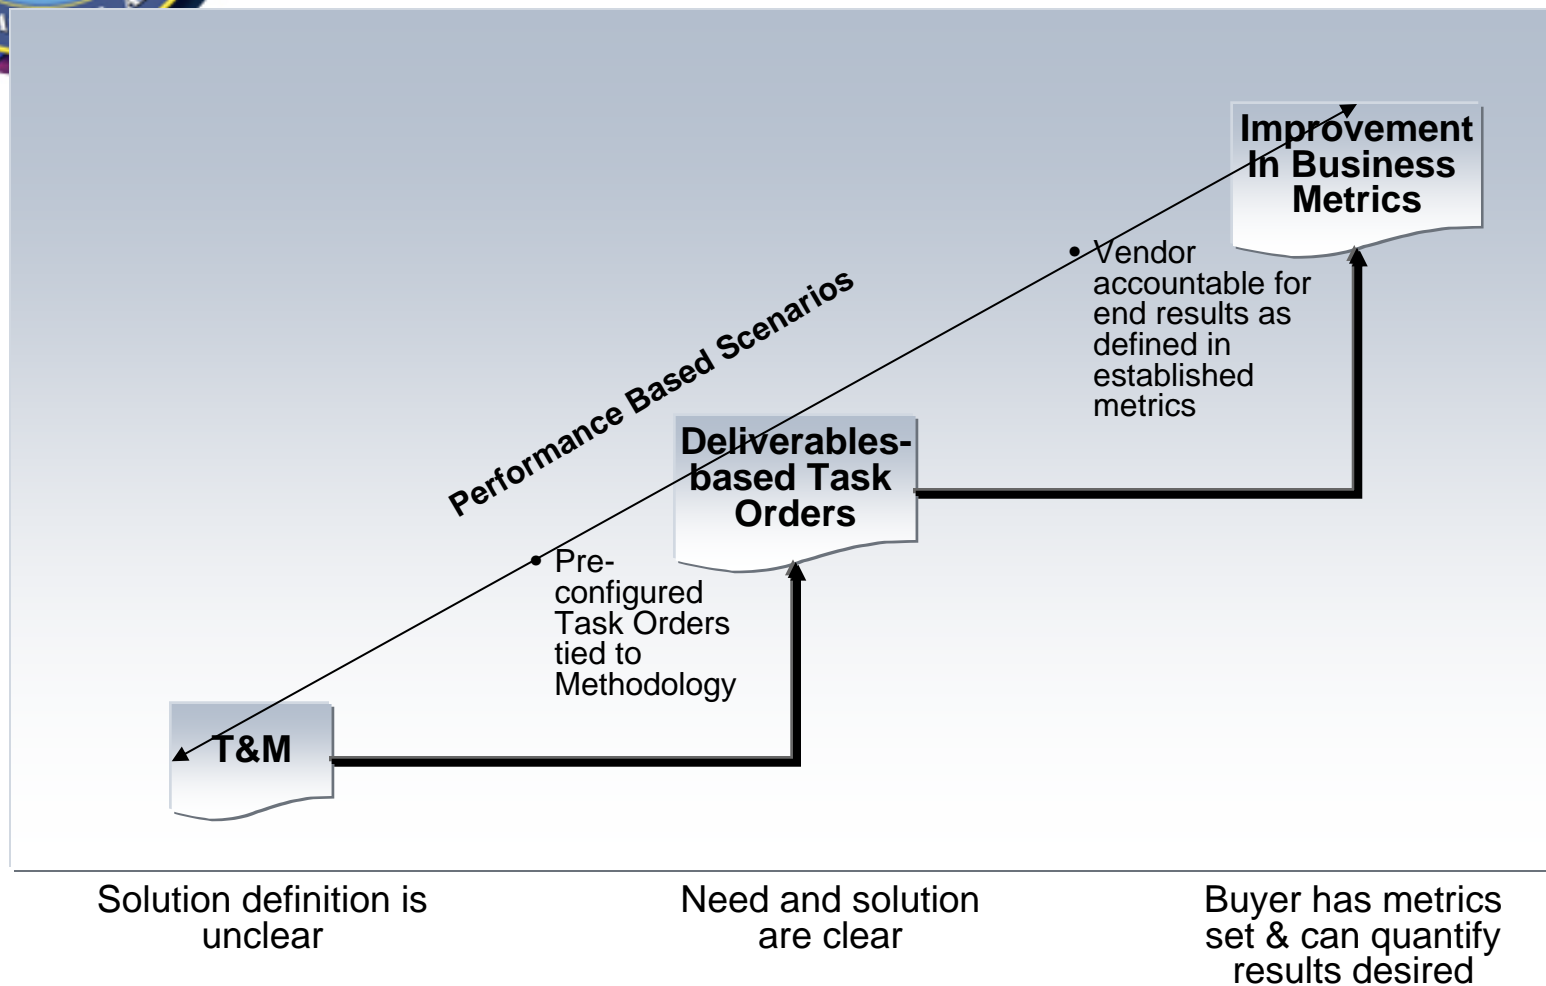 Improvement
In Business
Metrics
• Vendor
accountable for
end results as
defined in
established
metrics
Performance Based Scenarios
Deliverables-
based Task
Orders
• Pre-
configured
Task Orders
tied to
Methodology
T&M
Solution definition is
unclear
Need and solution
are clear
Buyer has metrics
set & can quantify
results desired